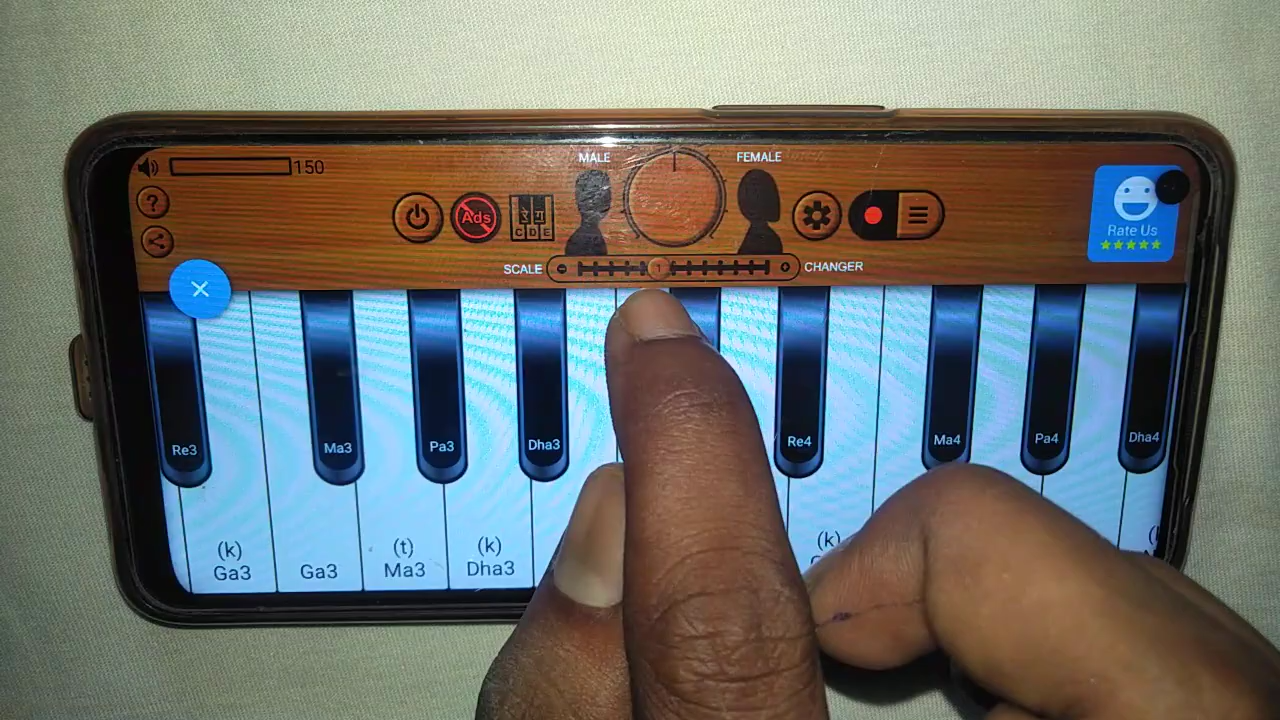 150
MALE
FEMALE
?
Ads
रे ग
C D E
Rate Us
SCALE
CHANGER
Re3
Ma3
Pa3
Dha3
Re4
Ma4
Pa4
Dha4
(k)
Ga3
Ga3
(t)
Ma3
(k)
Dha3
(k)